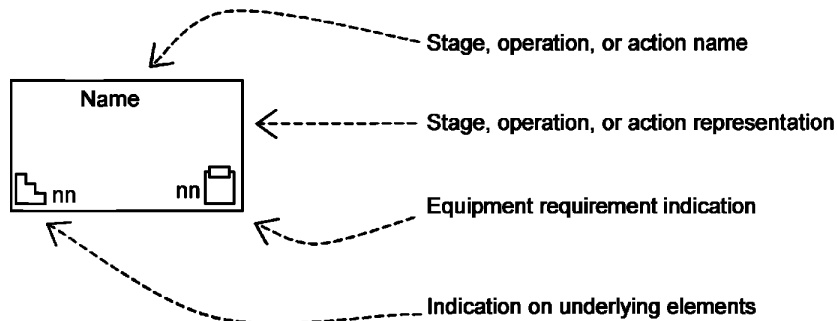 Stage, operation, or action name
Name
Stage, operation, or action representation
nn nn
Equipment requirement indication
Indication on underlying elements